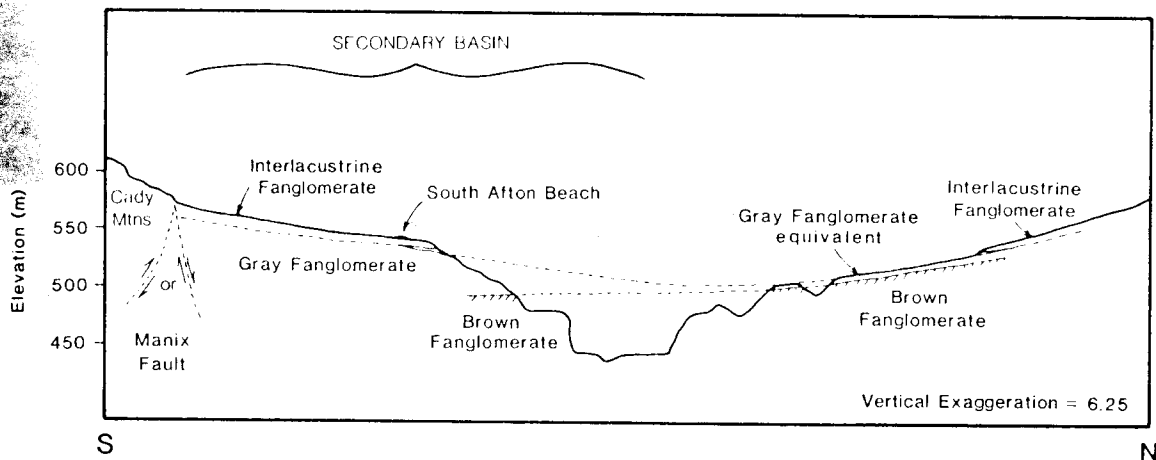 SECONDARY BASIN
600
550
500
450
Elevation (m)
Cady
Mtns
Interlacustrine
Fanglomerate
South Afton Beach
Gray Fanglomerate
equivalent
Interlacustrine
Fanglomerate
Gray Fanglomerate
or
Manix
Fault
Brown
Fanglomerate
Brown
Fanglomerate
Vertical Exaggeration = 6.25
S
N